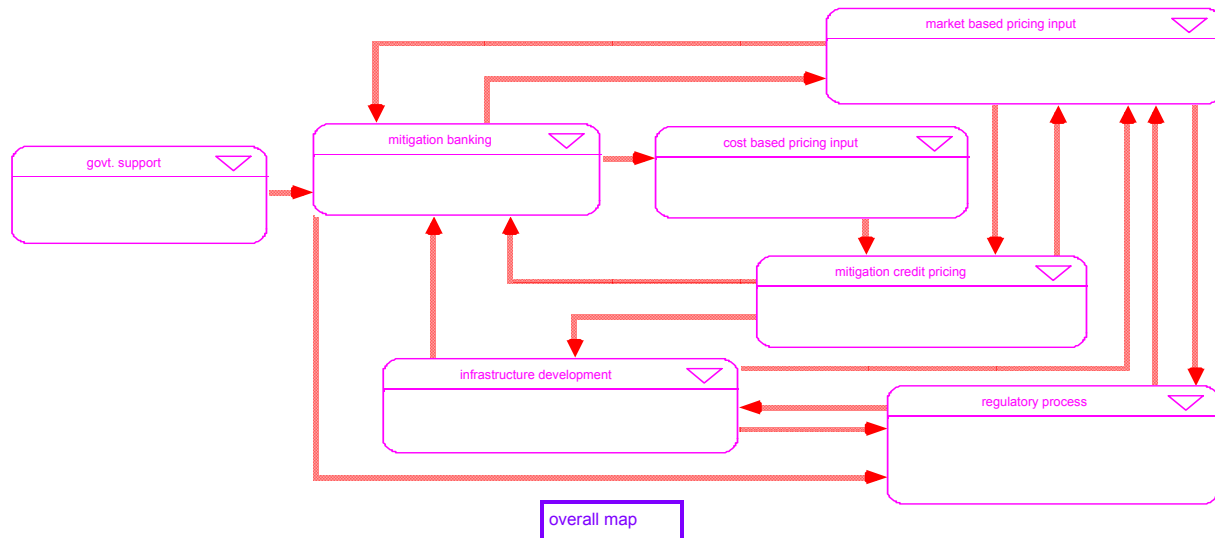 market based pricing input
mitigation banking
cost based pricing input
govt. support
mitigation credit pricing
infrastructure development
regulatory process
overall map